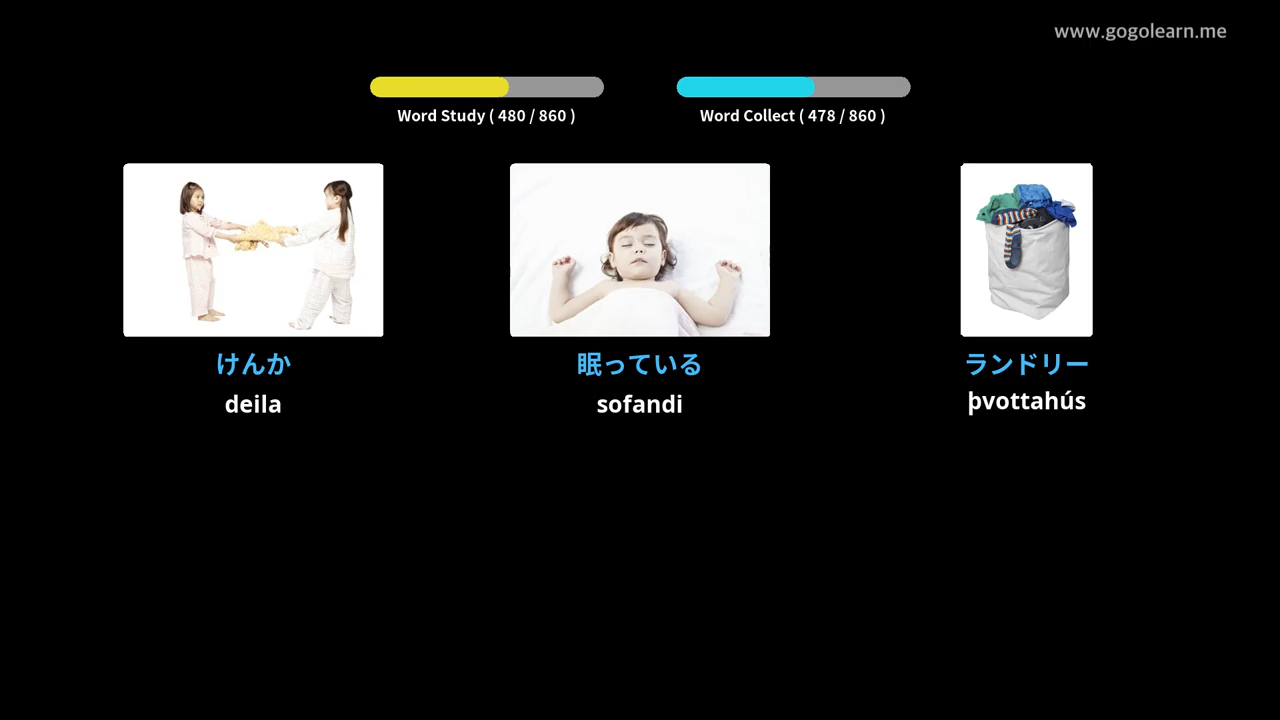 www.gogolearn.me
Word Study ( 480 / 860 )
Word Collect ( 478 / 860 )
けんか
眠っている
ランドリー
deila
sofandi
þvottahús